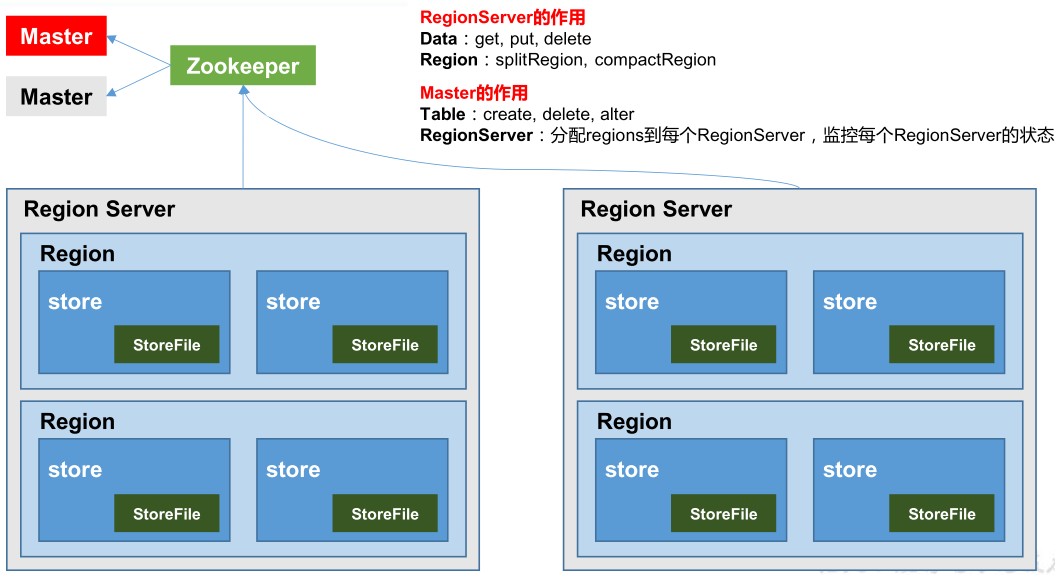 Master
Master
Zookeeper
RegionServer的作用
Data：get, put, delete
Region：splitRegion, compactRegion
Master的作用
Table：create, delete, alter
RegionServer：分配regions到每个RegionServer，监控每个RegionServer的状态
Region Server
Region
store
StoreFile
store
StoreFile
Region
store
StoreFile
store
StoreFile
Region Server
Region
store
StoreFile
store
StoreFile
Region
store
StoreFile
store
StoreFile